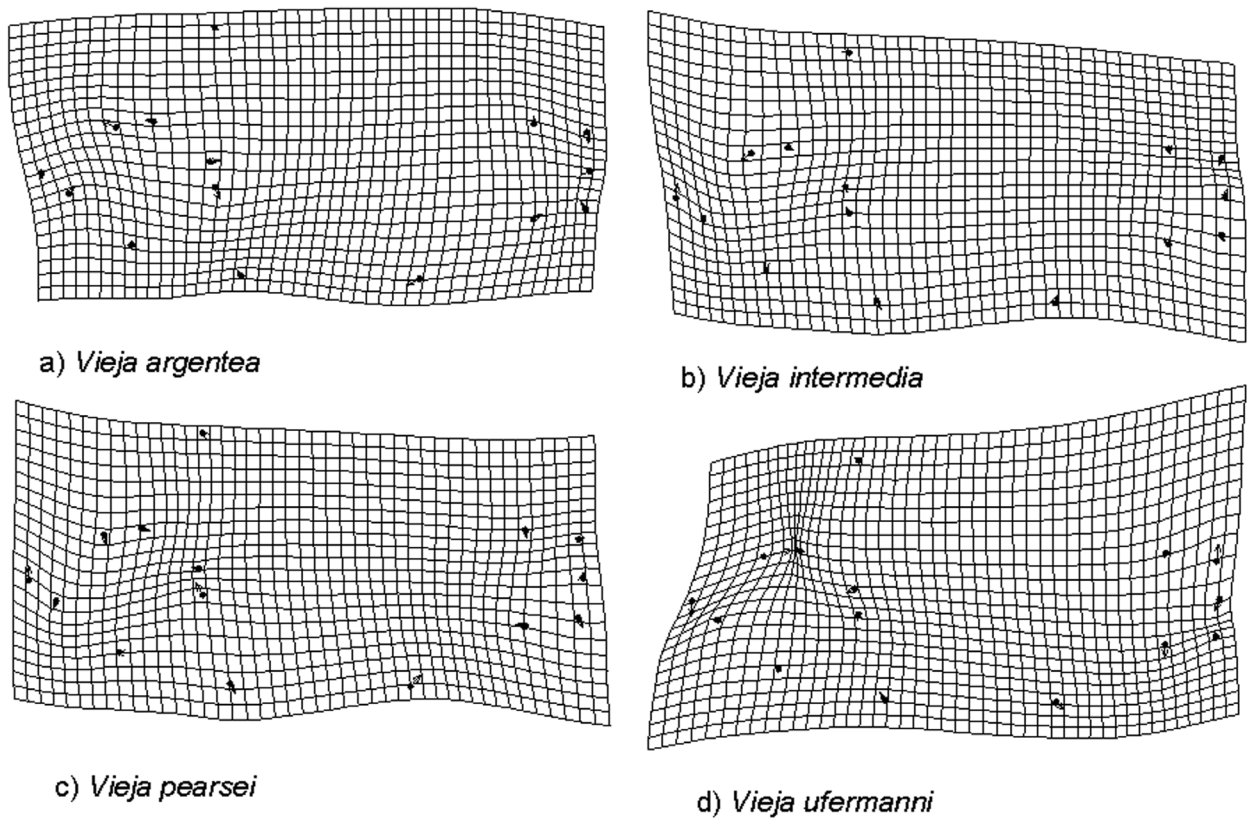 a) Vieja argentea
b) Vieja intermedia
c) Vieja pearsei
d) Vieja ufermanni